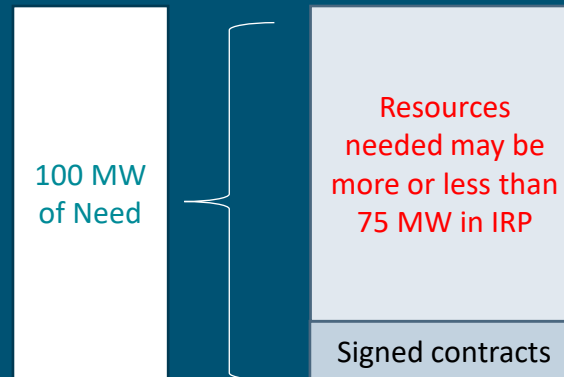 100 MW
of Need
Resources
needed may be
more or less than
75 MW in IRP
Signed contracts